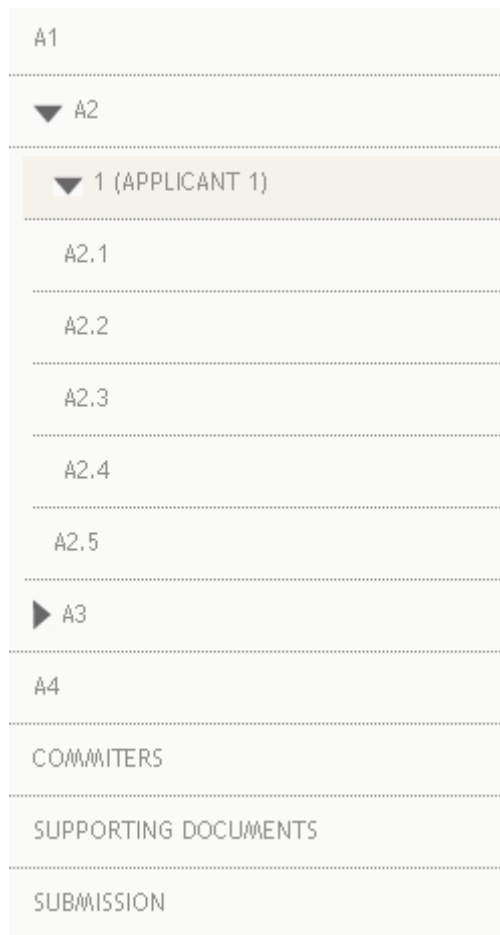 A1
A2
1 (APPLICANT 1)
A2.1
A2.2
A2.3
A2.4
A2.5
A3
A4
COMMITERS
SUPPORTING DOCUMENTS
SUBMISSION